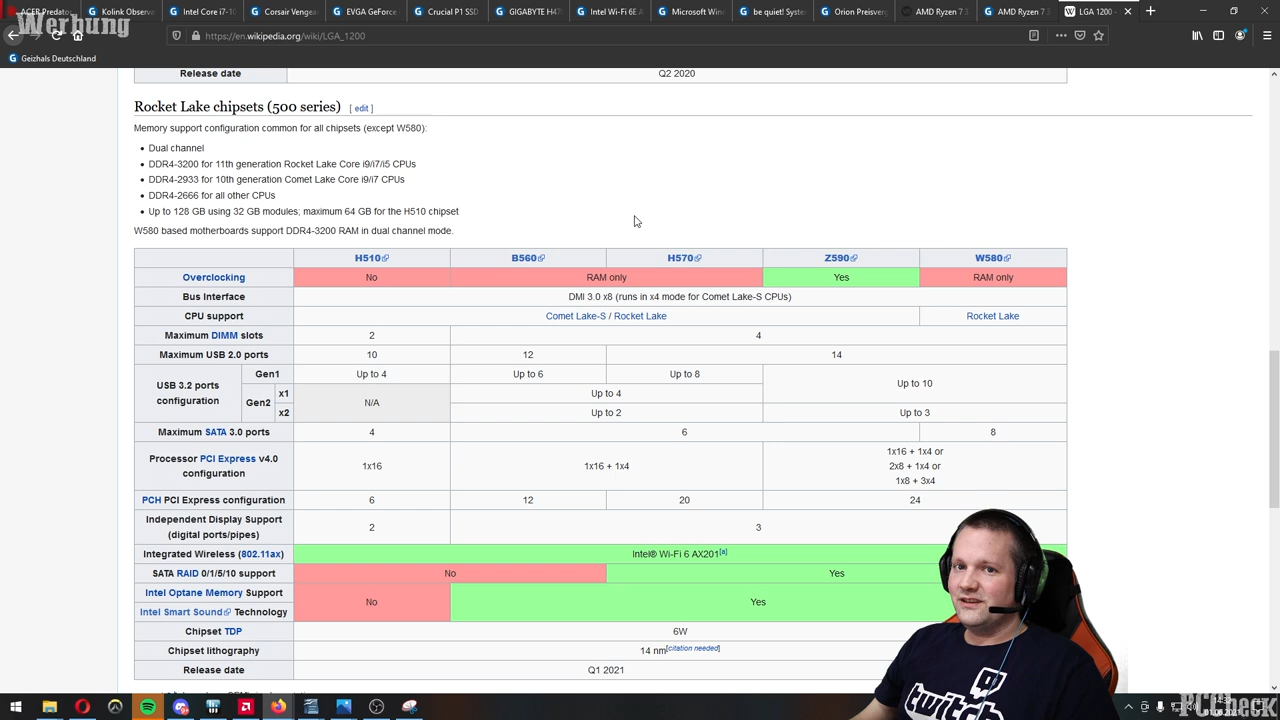 Werbung
ACER Predator
Kolink Observa
Intel Core i7-10
Corsair Vengea
EVGA GeForce
Crucial P1 SSD
GIGABYTE H47
Intel Wi-Fi 6E A
Microsoft Wind
be quiet! Syste
Orion Preisvorg
AMD Ryzen 7 3
AMD Ryzen 7 3
LGA 1200 -
https://en.wikipedia.org/wiki/LGA_1200
Geizhals Deutschland
Release date Q2 2020
Rocket Lake chipsets (500 series) [ edit ]
Memory support configuration common for all chipsets (except W580):
• Dual channel
• DDR4-3200 for 11th generation Rocket Lake Core i9/i7/i5 CPUs
• DDR4-2933 for 10th generation Comet Lake Core i9/i7 CPUs
• DDR4-2666 for all other CPUs
• Up to 128 GB using 32 GB modules; maximum 64 GB for the H510 chipset
W580 based motherboards support DDR4-3200 RAM in dual channel mode.
H510 B560 H570 Z590 W580
Overclocking No RAM only Yes RAM only
Bus Interface DMI 3.0 x8 (runs in x4 mode for Comet Lake-S CPUs)
CPU support Comet Lake-S / Rocket Lake Rocket Lake
Maximum DIMM slots 2 4
Maximum USB 2.0 ports 10 12 14
USB 3.2 ports
configuration
Gen1 Up to 4 Up to 6 Up to 8 Up to 10
Gen2 x1 N/A Up to 4
x2 Up to 2 Up to 3
Maximum SATA 3.0 ports 4 6 8
Processor PCI Express v4.0
configuration
1x16 1x16 + 1x4
1x16 + 1x4 or
2x8 + 1x4 or
1x8 + 3x4
PCH PCI Express configuration 6 12 20 24
Independent Display Support
(digital ports/pipes)
2 3
Integrated Wireless (802.11ax) Intel® Wi-Fi 6 AX201[a]
SATA RAID 0/1/5/10 support No Yes
Intel Optane Memory Support
Intel Smart Sound Technology
No Yes
Chipset TDP 6W
Chipset lithography 14 nm[citation needed]
Release date Q1 2021
twitch
PCCheck